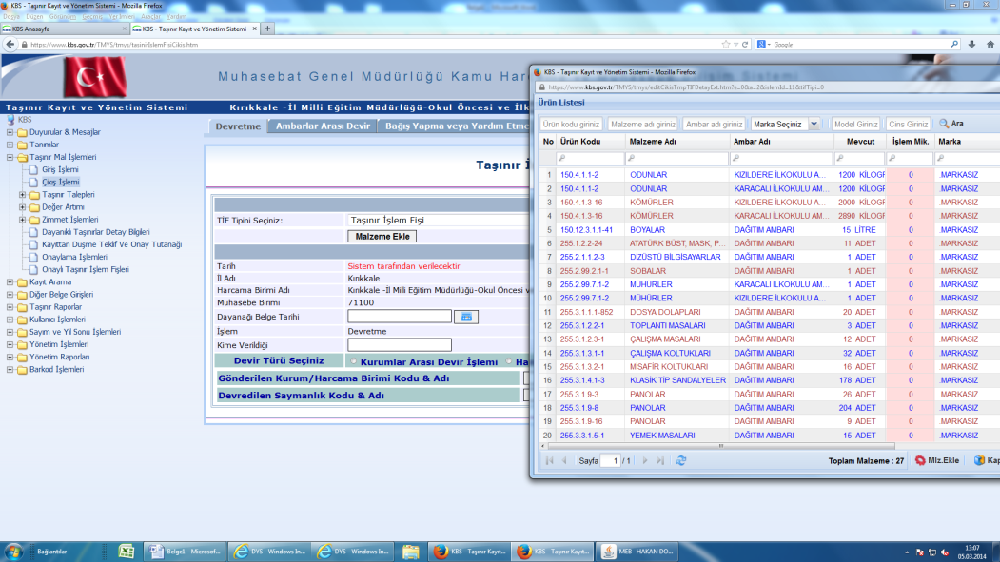 KBS - Taşınır Kayıt ve Yönetim Sistemi - Mozilla Firefox
Dosya Düzen Görünüm Geçmiş Yer İmleri Araçlar Yardım
KBS Anasayfa
KBS - Taşınır Kayıt ve Yönetim Sistemi
https://www.kbs.gov.tr/TMYS/tmys/tasinirIslemFisiCikis.htm
Google
Muhasebat Genel Müdürlüğü Kamu Har
işim Sistemi
Taşınır Kayıt ve Yönetim Sistemi
Kırıkkale -İl Milli Eğitim Müdürlüğü-Okul Öncesi ve İlk
KBS
Duyurular & Mesajlar
Tanımlar
Taşınır Mal İşlemleri
Giriş İşlemi
Çıkış İşlemi
Taşınır Talepleri
Değer Artımı
Zimmet İşlemleri
Dayanıklı Taşınırlar Detay Bilgileri
Kayıttan Düşme Teklif Ve Onay Tutanağı
Onaylama İşlemleri
Onaylı Taşınır İşlem Fişleri
Kayıt Arama
Diğer Belge Girişleri
Taşınır Raporlar
Kullanıcı İşlemleri
Sayım ve Yıl Sonu İşlemleri
Yönetim İşlemleri
Yönetim Raporları
Barkod İşlemleri
Devretme
Ambarlar Arası Devir
Bağış Yapma veya Yardım Etme
Taşınır İ
TİF Tipini Seçiniz:
Taşınır İşlem Fişi
Malzeme Ekle
Tarih
Sistem tarafından verilecektir
İl Adı
Kırıkkale
Harcama Birimi Adı
Kırıkkale -İl Milli Eğitim Müdürlüğü-Okul Öncesi v
Muhasebe Birimi
71100
Dayanağı Belge Tarihi
İşlem
Devretme
Kime Verildiği
Devir Türü Seçiniz
Kurumlar Arası Devir İşlemi
Ha
Gönderilen Kurum/Harcama Birimi Kodu & Adı
Devredilen Saymanlık Kodu & Adı
KBS - Taşınır Kayıt ve Yönetim Sistemi - Mozilla Firefox
https://www.kbs.gov.tr/TMYS/tmys/editCikisTmpTIFDetayExt.htm?x=0&a=2&islemId=11&tifTipi=0
Ürün Listesi
Ürün kodu giriniz Malzeme adi giriniz Ambar adi giriniz Marka Seçiniz Model Giriniz Cins Giriniz Ara
No Ürün Kodu Malzeme Adı Ambar Adı Mevcut İşlem Mik. Marka
1 150.4.1.1-2 ODUNLAR KIZILDERE İLKOKULU A... 1200 KİLOGF 0 .MARKASIZ
2 150.4.1.1-2 ODUNLAR KARACALI İLKOKULU AM... 1200 KİLOGF 0 .MARKASIZ
3 150.4.1.3-16 KÖMÜRLER KIZILDERE İLKOKULU A... 2000 KİLOGF 0 .MARKASIZ
4 150.4.1.3-16 KÖMÜRLER KARACALI İLKOKULU AM... 2890 KİLOGF 0 .MARKASIZ
5 150.12.3.1.1-41 BOYALAR DAĞITIM AMBARI 15 LİTRE 0 .MARKASIZ
6 255.1.2.2-24 ATATÜRK BÜST, MASK, P... DAĞITIM AMBARI 11 ADET 0 .MARKASIZ
7 255.2.1.1.2-3 DİZÜSTÜ BİLGİSAYARLAR DAĞITIM AMBARI 1 ADET 0 .MARKASIZ
8 255.2.99.2.1-1 SOBALAR DAĞITIM AMBARI 1 ADET 0 .MARKASIZ
9 255.2.99.7.1-2 MÜHÜRLER KARACALI İLKOKULU AM... 1 ADET 0 .MARKASIZ
10 255.2.99.7.1-2 MÜHÜRLER KIZILDERE İLKOKULU A... 1 ADET 0 .MARKASIZ
11 255.3.1.1.1-852 DOSYA DOLAPLARI DAĞITIM AMBARI 20 ADET 0 .MARKASIZ
12 255.3.1.2.2-1 TOPLANTI MASALARI DAĞITIM AMBARI 3 ADET 0 .MARKASIZ
13 255.3.1.2.3-1 ÇALIŞMA MASALARI DAĞITIM AMBARI 12 ADET 0 .MARKASIZ
14 255.3.1.3.1-1 ÇALIŞMA KOLTUKLARI DAĞITIM AMBARI 32 ADET 0 .MARKASIZ
15 255.3.1.3.2-1 MİSAFİR KOLTUKLARI DAĞITIM AMBARI 16 ADET 0 .MARKASIZ
16 255.3.1.4.1-3 KLASİK TİP SANDALYELER DAĞITIM AMBARI 178 ADET 0 .MARKASIZ
17 255.3.1.9-3 PANOLAR DAĞITIM AMBARI 26 ADET 0 .MARKASIZ
18 255.3.1.9-8 PANOLAR DAĞITIM AMBARI 204 ADET 0 .MARKASIZ
19 255.3.1.9-16 PANOLAR DAĞITIM AMBARI 9 ADET 0 .MARKASIZ
20 255.3.3.1.5-1 YEMEK MASALARI DAĞITIM AMBARI 15 ADET 0 .MARKASIZ
Sayfa 1 / 1
Toplam Malzeme : 27
Mlz.Ekle
Kap
Bağlantılar
Belge1 - Microsof...
DYS - Windows In...
DYS - Windows In...
KBS - Taşınır Kayıt...
KBS - Taşınır Kayıt...
MEB HAKAN DO...
13:07
05.03.2014